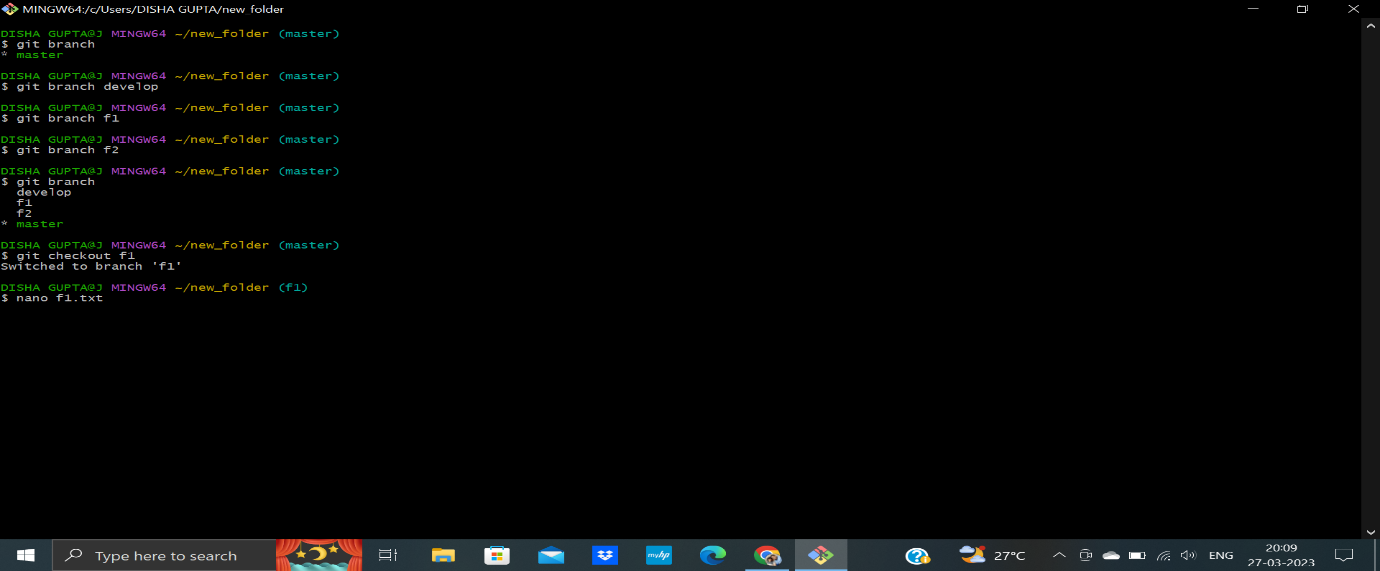 MINGW64:/c/Users/DISHA GUPTA/new_folder
DISHA GUPTA@J MINGW64 ~/new_folder (master)
$ git branch
* master
DISHA GUPTA@J MINGW64 ~/new_folder (master)
$ git branch develop
DISHA GUPTA@J MINGW64 ~/new_folder (master)
$ git branch f1
DISHA GUPTA@J MINGW64 ~/new_folder (master)
$ git branch f2
DISHA GUPTA@J MINGW64 ~/new_folder (master)
$ git branch
develop
f1
f2
* master
DISHA GUPTA@J MINGW64 ~/new_folder (master)
$ git checkout f1
Switched to branch 'f1'
DISHA GUPTA@J MINGW64 ~/new_folder (f1)
$ nano f1.txt
Type here to search
myhp
27°C
ENG
20:09
27-03-2023